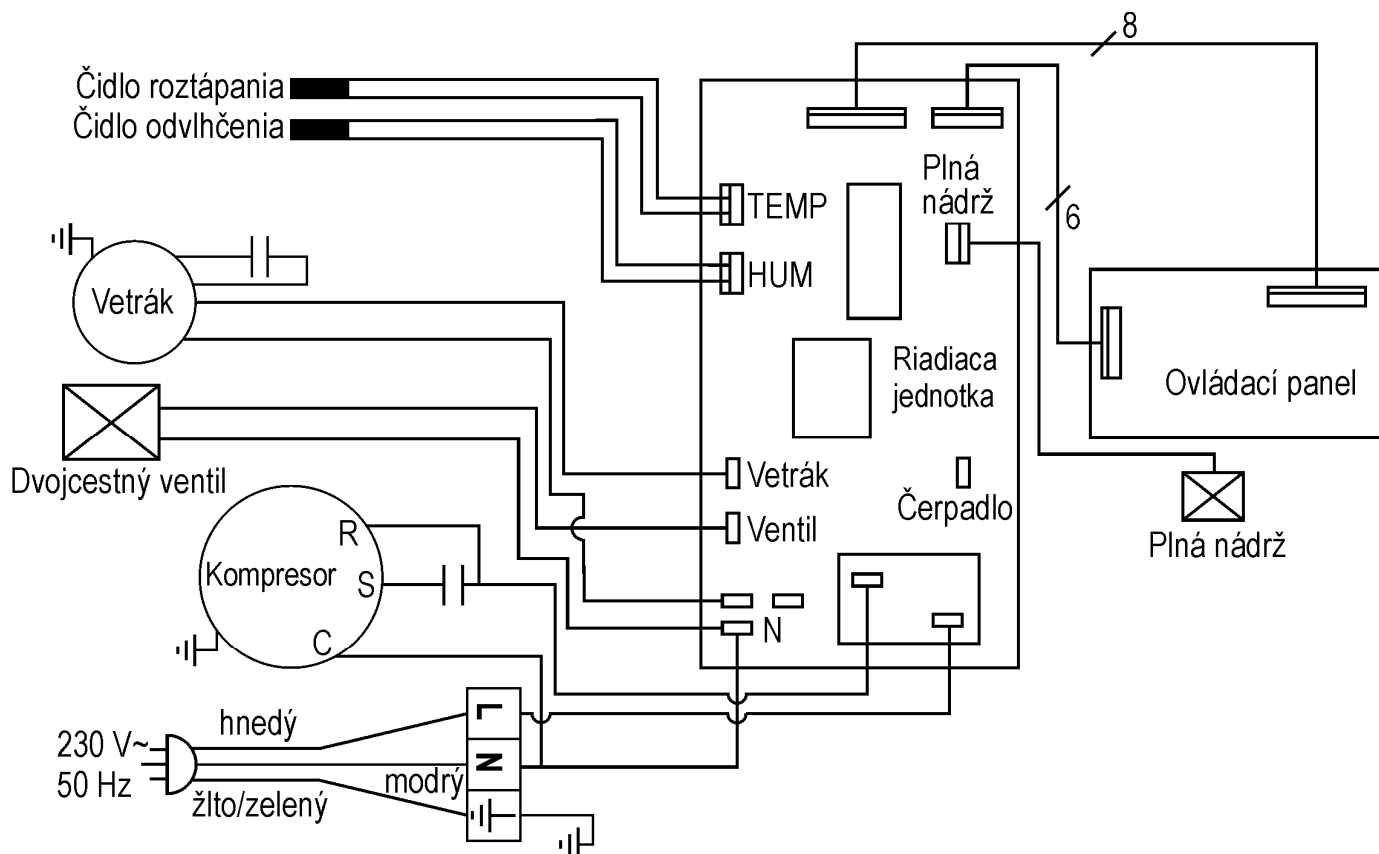 8
Čidlo roztápania
Čidlo odvlhčenia
Plná
nádrž
TEMP
6
HUM
Vetrák
Riadiaca
jednotka
Ovládací panel
Dvojcestný ventil
Vetrák
Čerpadlo
Ventil
Plná nádrž
R
Kompresor
S
N
C
L
hnedý
230 V~
50 Hz
N
modrý
žlto/zelený